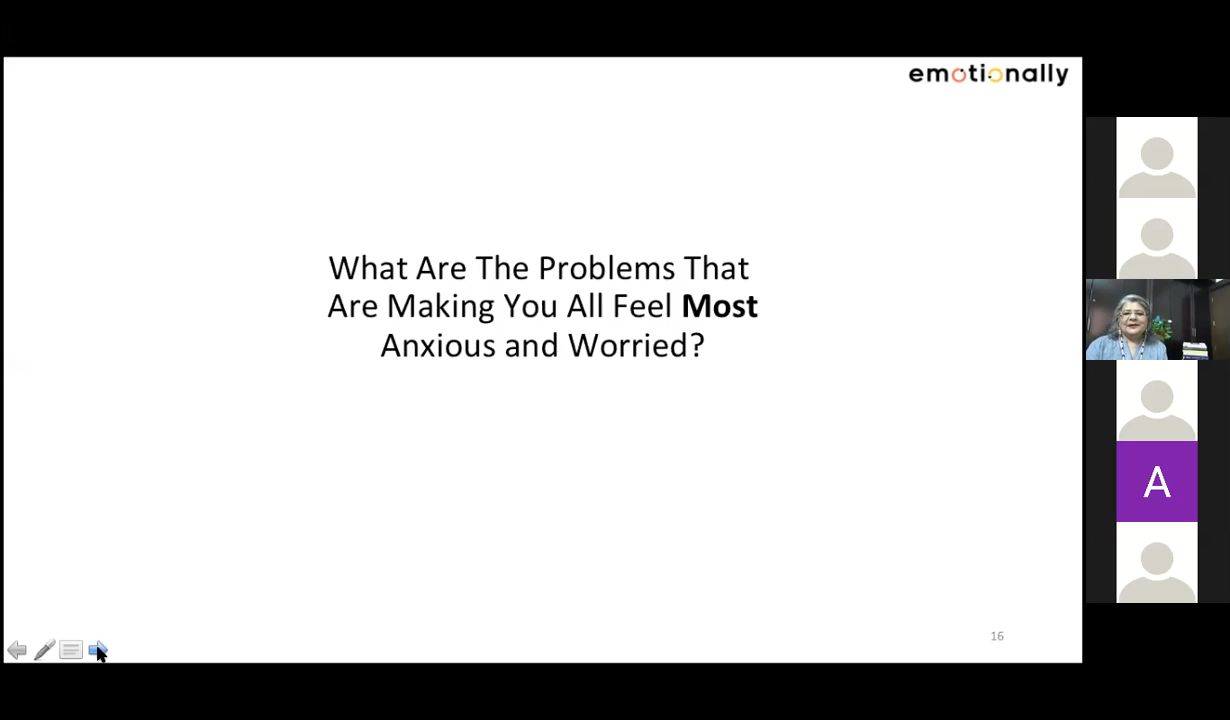 emotionally
What Are The Problems That
Are Making You All Feel Most
Anxious and Worried?
A
16